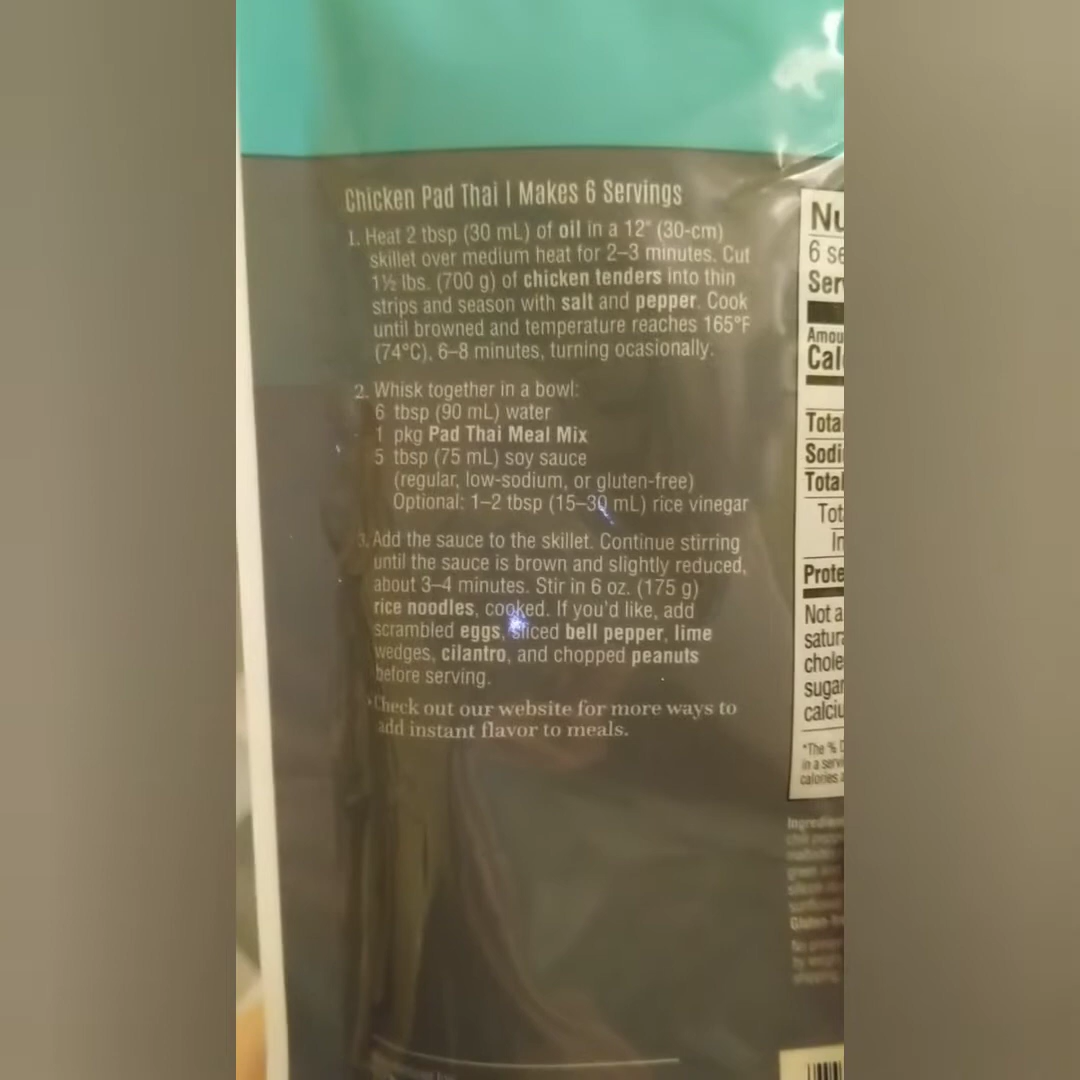 Chicken Pad Thai | Makes 6 Servings
1. Heat 2 tbsp (30 mL) of oil in a 12" (30-cm)
skillet over medium heat for 2–3 minutes. Cut
1½ lbs. (700 g) of chicken tenders into thin
strips and season with salt and pepper. Cook
until browned and temperature reaches 165°F
(74°C), 6–8 minutes, turning ocasionally.
2. Whisk together in a bowl:
6 tbsp (90 mL) water
1 pkg Pad Thai Meal Mix
5 tbsp (75 mL) soy sauce
(regular, low-sodium, or gluten-free)
Optional: 1–2 tbsp (15–30 mL) rice vinegar
3. Add the sauce to the skillet. Continue stirring
until the sauce is brown and slightly reduced,
about 3–4 minutes. Stir in 6 oz. (175 g)
rice noodles, cooked. If you'd like, add
scrambled eggs, sliced bell pepper, lime
wedges, cilantro, and chopped peanuts
before serving.
Check out our website for more ways to
add instant flavor to meals.
Nu
6 se
Ser
Amou
Cal
Total
Sodi
Total
Tot
In
Prote
Not a
satura
chole
sugar
calciu
*The % D
in a serv
calories a